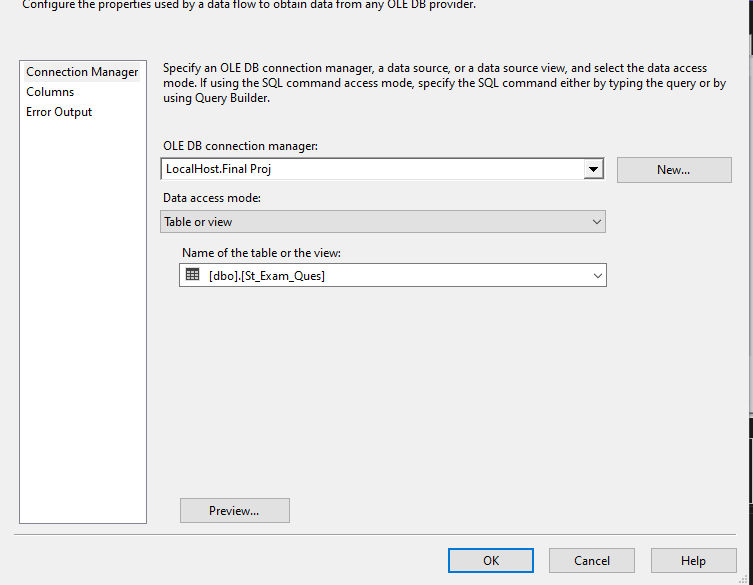 Configure the properties used by a data flow to obtain data from any OLE DB provider.
Connection Manager
Columns
Error Output
Specify an OLE DB connection manager, a data source, or a data source view, and select the data access
mode. If using the SQL command access mode, specify the SQL command either by typing the query or by
using Query Builder.
OLE DB connection manager:
LocalHost.Final Proj
New...
Data access mode:
Table or view
Name of the table or the view:
[dbo].[St_Exam_Ques]
Preview...
OK
Cancel
Help